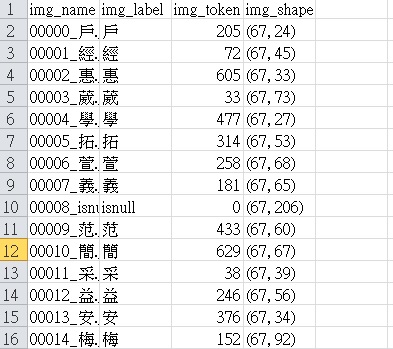 1 img_name img_label img_token img_shape
2 00000_戶. 戶 205 (67, 24)
3 00001_經. 經 72 (67, 45)
4 00002_惠. 惠 605 (67, 33)
5 00003_蕨. 蕨 33 (67, 73)
6 00004_學. 學 477 (67, 27)
7 00005_拓. 拓 314 (67, 53)
8 00006_萱. 萱 258 (67, 68)
9 00007_義. 義 181 (67, 65)
10 00008_isnu isnull 0 (67, 206)
11 00009_范. 范 433 (67, 60)
12 00010_簡. 簡 629 (67, 67)
13 00011_采. 采 38 (67, 39)
14 00012_益. 益 246 (67, 56)
15 00013_安. 安 376 (67, 34)
16 00014_梅. 梅 152 (67, 92)